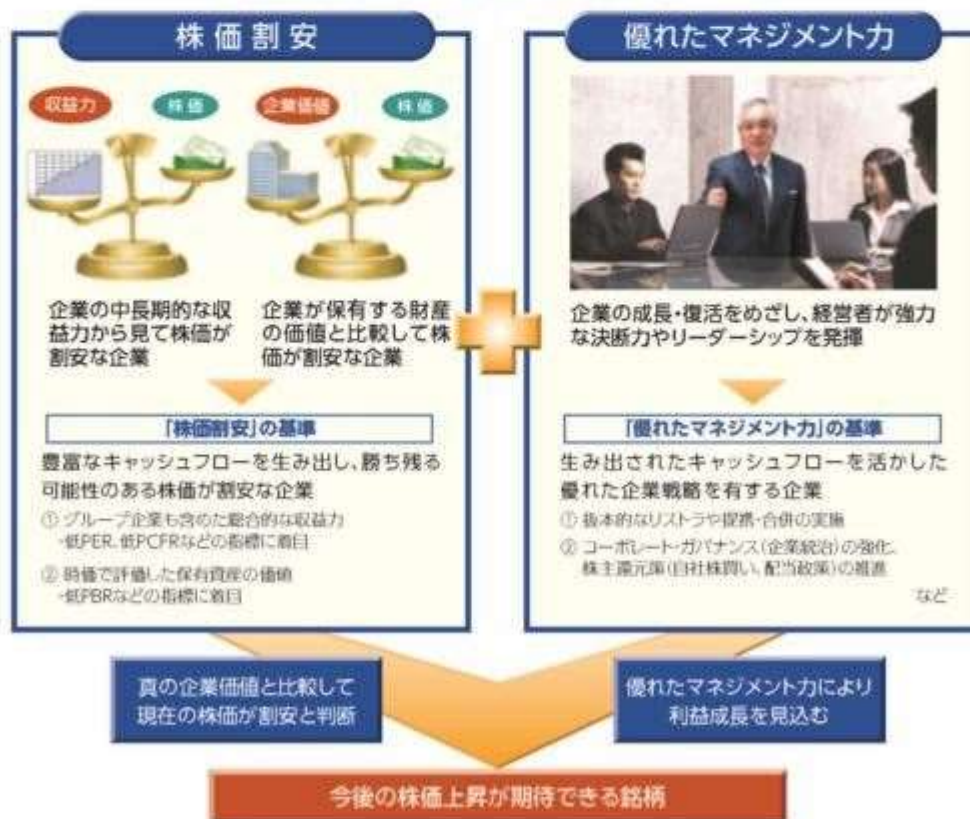 株価割安
収益力
株価
企業価値
株価
企業の中長期的な収
益力から見て株価が
割安な企業
企業が保有する財産
の価値と比較して株
価が割安な企業
「株価割安」の基準
豊富なキャッシュフローを生み出し、勝ち残る
可能性のある株価が割安な企業
① グループ企業も含めた総合的な収益力
・低PER、低PCFRなどの指標に着目
② 時価で評価した保有資産の価値
・低PBRなどの指標に着目
優れたマネジメント力
企業の成長・復活をめざし、経営者が強力
な決断力やリーダーシップを発揮
「優れたマネジメント力」の基準
生み出されたキャッシュフローを活かした
優れた企業戦略を有する企業
① 抜本的なリストラや提携・合併の実施
② コーポレート・ガバナンス(企業統治)の強化、
株主還元策(自社株買い、配当政策)の推進
など
真の企業価値と比較して
現在の株価が割安と判断
優れたマネジメント力により
利益成長を見込む
今後の株価上昇が期待できる銘柄